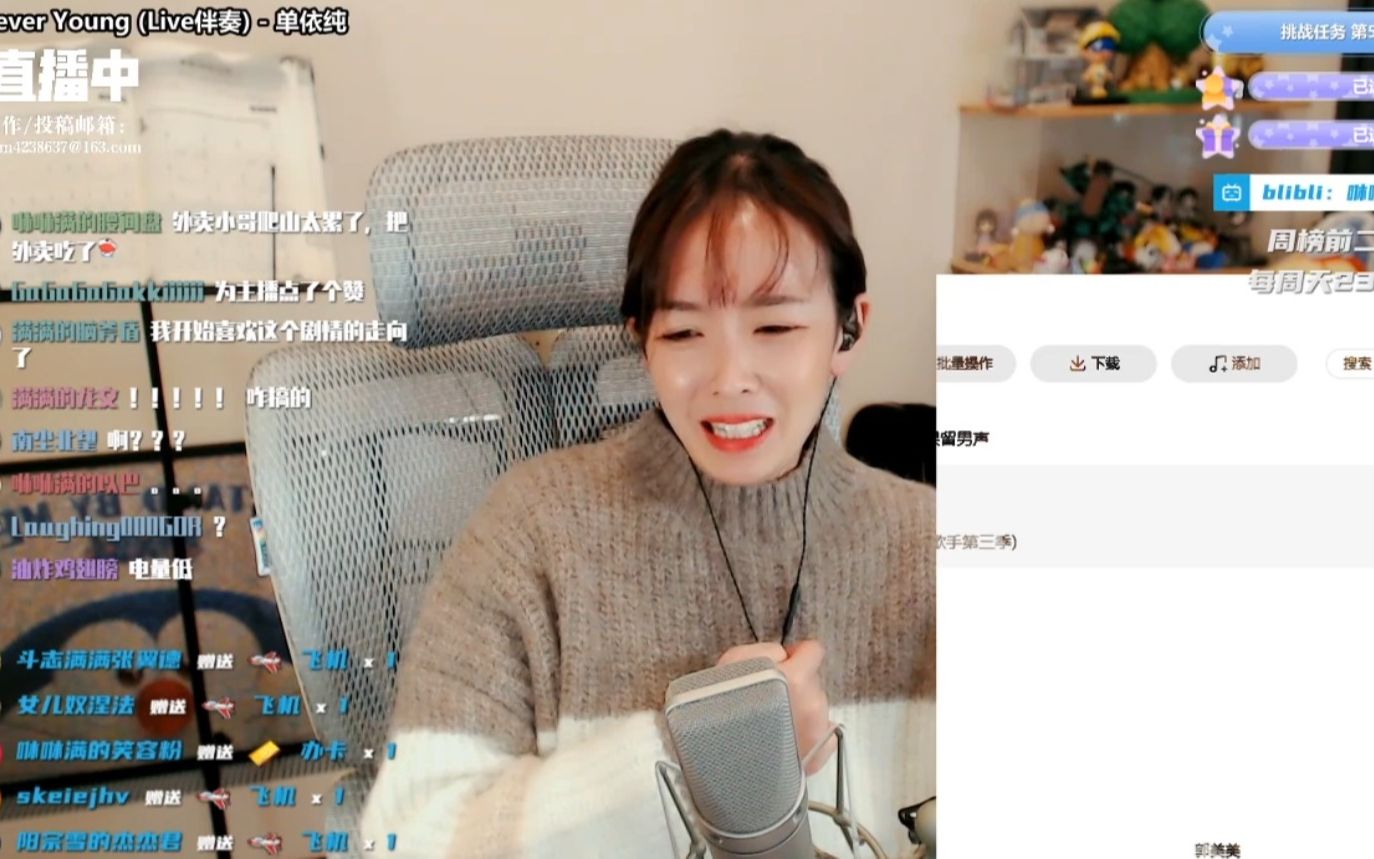 ever Young (Live伴奏) - 单依纯
直播中
作/投稿邮箱：
m4238637@163.com
咻咻满的腰间盘 外卖小哥爬山太累了，把
外卖吃了
GaGaGaGakkiiiii 为主播点了个赞
满满的脑斧盾 我开始喜欢这个剧情的走向
了
满满的龙文 ！！！！！ 咋搞的
南尘北望 啊？？？
咻咻满的以巴 。。。
Laughing000GOR ？
油炸鸡翅膀 电量低
斗志满满张翼德 赠送 飞机 x 1
女儿奴涅法 赠送 飞机 x 1
咻咻满的笑容粉 赠送 办卡 x 1
skeiejhv 赠送 飞机 x 1
阳宗雪的杰杰君 赠送 飞机 x 1
挑战任务 第5
已
已
blibli：咻
周榜前二
每周天23
批量操作
下载
添加
搜索
留男声
歌手第三季)
郭美美